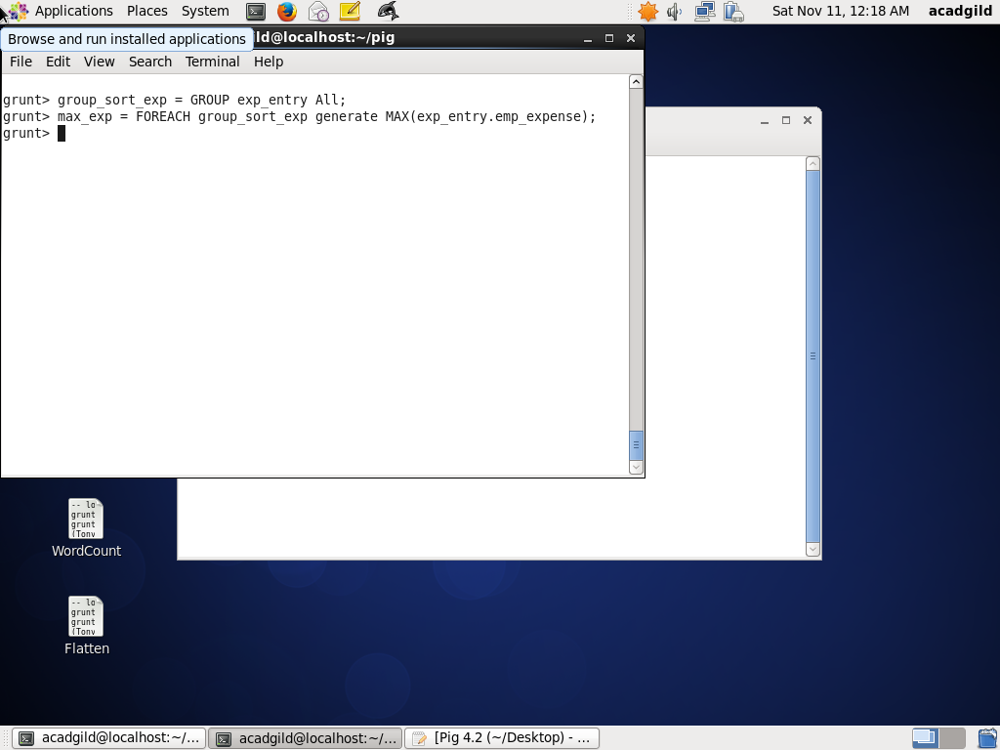 Applications Places System Sat Nov 11, 12:18 AM acadgild
Browse and run installed applications
ild@localhost:~/pig
File Edit View Search Terminal Help
grunt> group_sort_exp = GROUP exp_entry All;
grunt> max_exp = FOREACH group_sort_exp generate MAX(exp_entry.emp_expense);
grunt>
-- lo
grunt
grunt
(Tonv
WordCount
-- lo
grunt
grunt
(Tonv
Flatten
acadgild@localhost:~/... acadgild@localhost:~/... [Pig 4.2 (~/Desktop) - ...